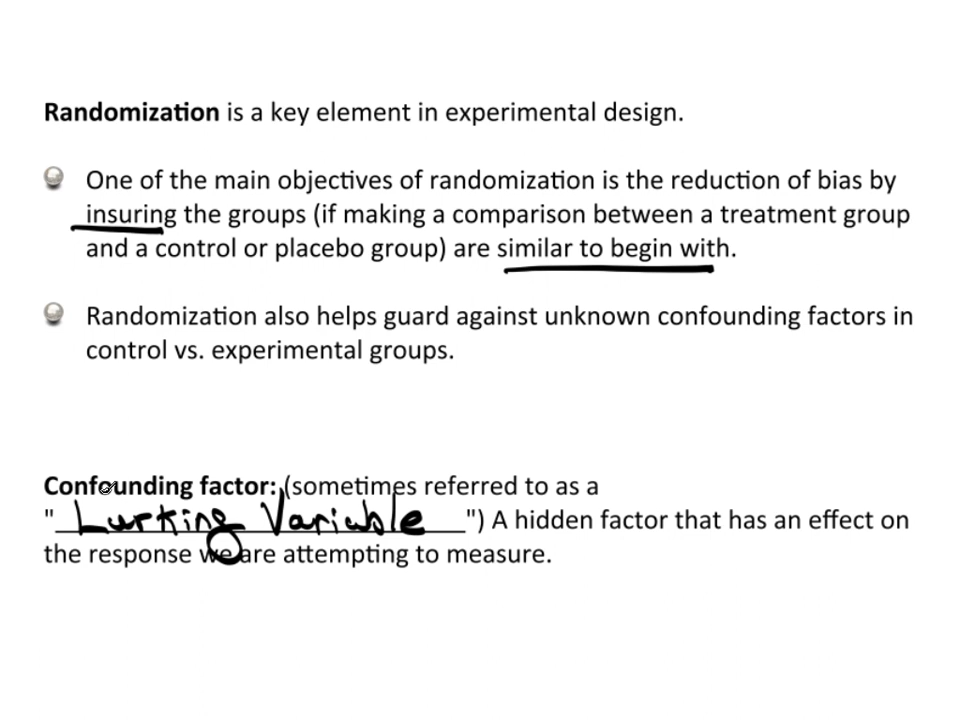 Randomization is a key element in experimental design.
One of the main objectives of randomization is the reduction of bias by
insuring the groups (if making a comparison between a treatment group
and a control or placebo group) are similar to begin with.
Randomization also helps guard against unknown confounding factors in
control vs. experimental groups.
Confounding factor: (sometimes referred to as a
" Lurking Variable ") A hidden factor that has an effect on
the response we are attempting to measure.